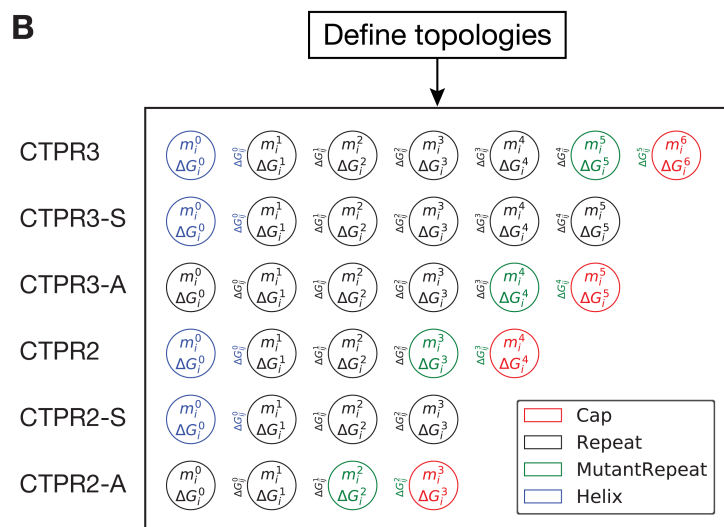 B
Define topologies
CTPR3 m_i^0 ΔG_i^0 ΔG_ij^0 m_i^1 ΔG_i^1 ΔG_ij^1 m_i^2 ΔG_i^2 ΔG_ij^2 m_i^3 ΔG_i^3 ΔG_ij^3 m_i^4 ΔG_i^4 ΔG_ij^4 m_i^5 ΔG_i^5 ΔG_ij^5 m_i^6 ΔG_i^6
CTPR3-S m_i^0 ΔG_i^0 ΔG_ij^0 m_i^1 ΔG_i^1 ΔG_ij^1 m_i^2 ΔG_i^2 ΔG_ij^2 m_i^3 ΔG_i^3 ΔG_ij^3 m_i^4 ΔG_i^4 ΔG_ij^4 m_i^5 ΔG_i^5
CTPR3-A m_i^0 ΔG_i^0 ΔG_ij^0 m_i^1 ΔG_i^1 ΔG_ij^1 m_i^2 ΔG_i^2 ΔG_ij^2 m_i^3 ΔG_i^3 ΔG_ij^3 m_i^4 ΔG_i^4 ΔG_ij^4 m_i^5 ΔG_i^5
CTPR2 m_i^0 ΔG_i^0 ΔG_ij^0 m_i^1 ΔG_i^1 ΔG_ij^1 m_i^2 ΔG_i^2 ΔG_ij^2 m_i^3 ΔG_i^3 ΔG_ij^3 m_i^4 ΔG_i^4
CTPR2-S m_i^0 ΔG_i^0 ΔG_ij^0 m_i^1 ΔG_i^1 ΔG_ij^1 m_i^2 ΔG_i^2 ΔG_ij^2 m_i^3 ΔG_i^3
CTPR2-A m_i^0 ΔG_i^0 ΔG_ij^0 m_i^1 ΔG_i^1 ΔG_ij^1 m_i^2 ΔG_i^2 ΔG_ij^2 m_i^3 ΔG_i^3
Cap
Repeat
MutantRepeat
Helix